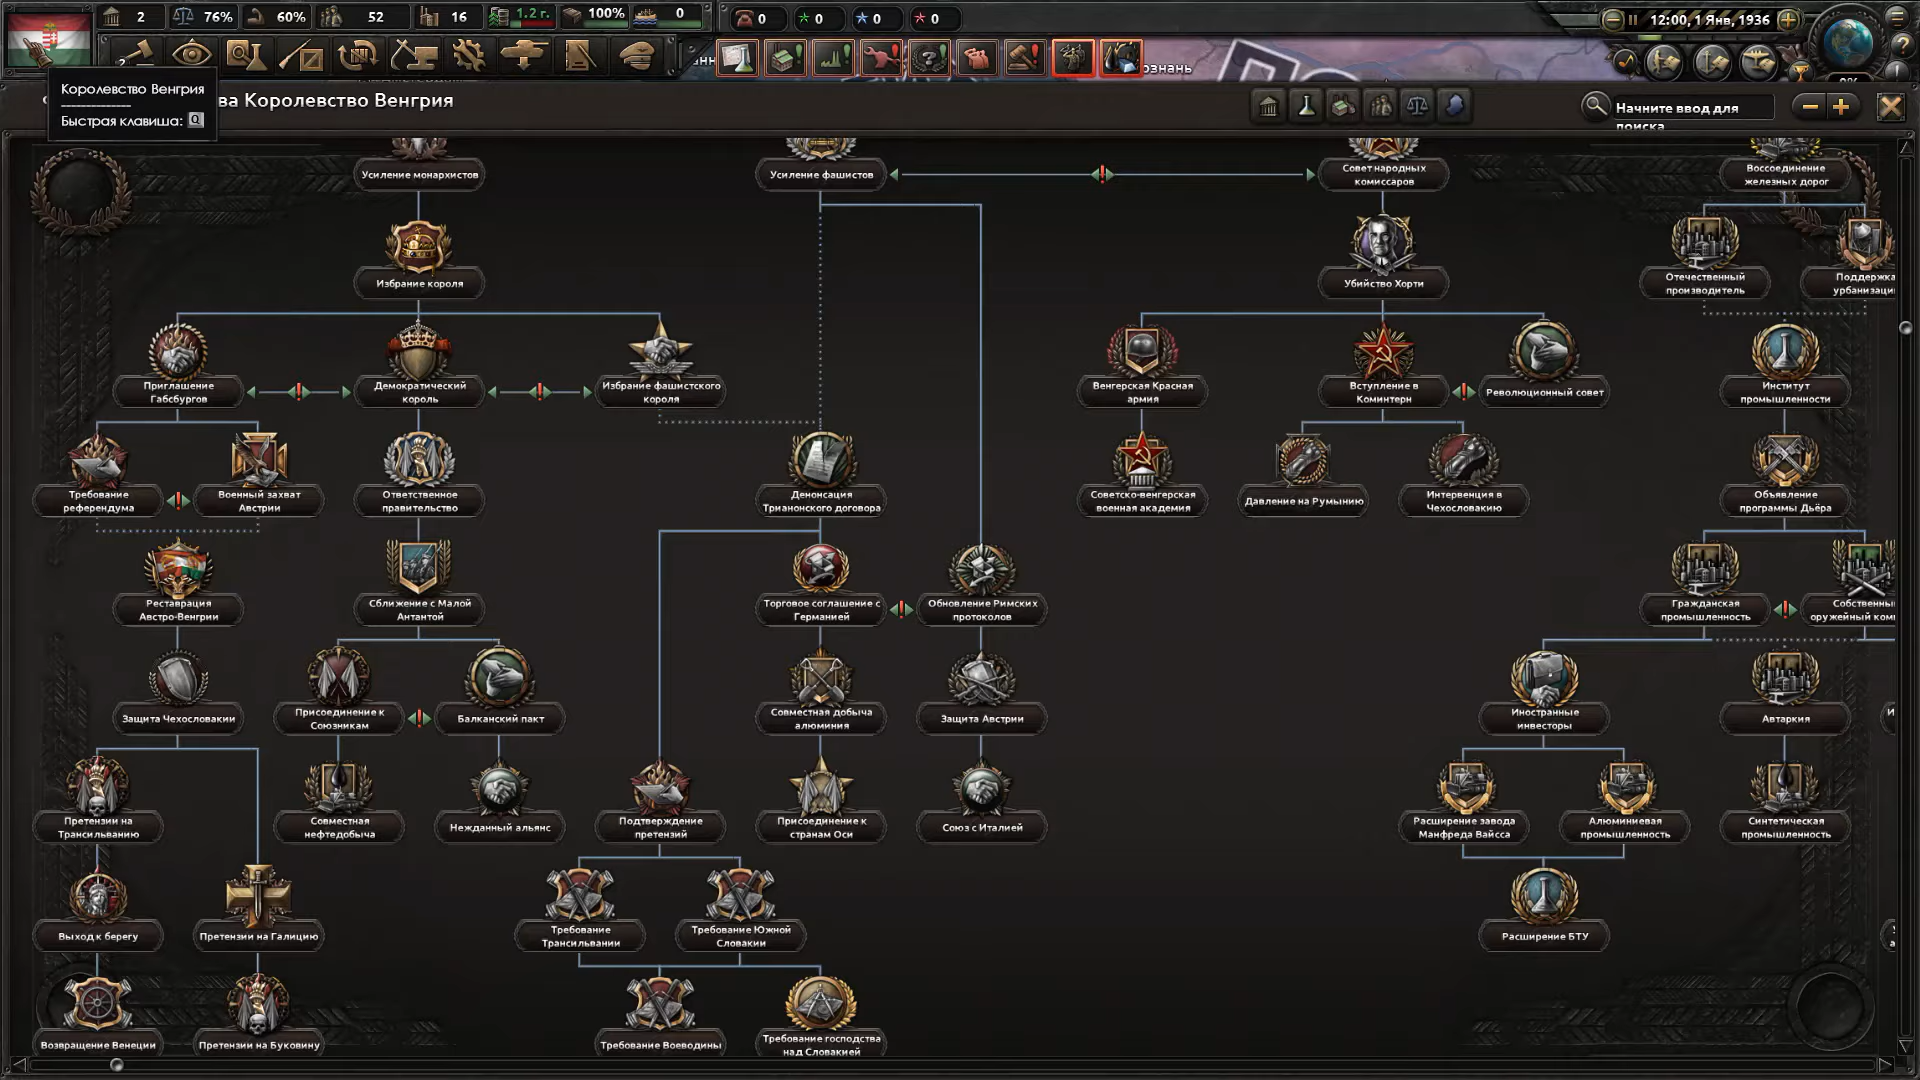 2
76%
60%
52
16
1.2 г.
100%
0
0
0
0
0
12:00, 1 Янв, 1936
2
знань
Королевство Венгрия
--------------
Быстрая клавиша: Q
ва Королевство Венгрия
Начните ввод для
поиска
Усиление монархистов
Усиление фашистов
Совет народных
комиссаров
Воссоединение
железных дорог
Избрание короля
Убийство Хорти
Отечественный
производитель
Поддержка
урбанизации
Приглашение
Габсбургов
Демократический
король
Избрание фашистского
короля
Венгерская Красная
армия
Вступление в
Коминтерн
Революционный совет
Институт
промышленности
Требование
референдума
Военный захват
Австрии
Ответственное
правительство
Денонсация
Трианонского договора
Советско-венгерская
военная академия
Давление на Румынию
Интервенция в
Чехословакию
Объявление
программы Дьёра
Реставрация
Австро-Венгрии
Сближение с Малой
Антантой
Торговое соглашение с
Германией
Обновление Римских
протоколов
Гражданская
промышленность
Собственный
оружейный ком
Защита Чехословакии
Присоединение к
Союзникам
Балканский пакт
Совместная добыча
алюминия
Защита Австрии
Иностранные
инвесторы
Автаркия
Претензии на
Трансильванию
Совместная
нефтедобыча
Нежданный альянс
Подтверждение
претензий
Присоединение к
странам Оси
Союз с Италией
Расширение завода
Манфреда Вайсса
Алюминиевая
промышленность
Синтетическая
промышленность
Выход к берегу
Претензии на Галицию
Требование
Трансильвании
Требование Южной
Словакии
Расширение БТУ
Возвращение Венеции
Претензии на Буковину
Требование Воеводины
Требование господства
над Словакией